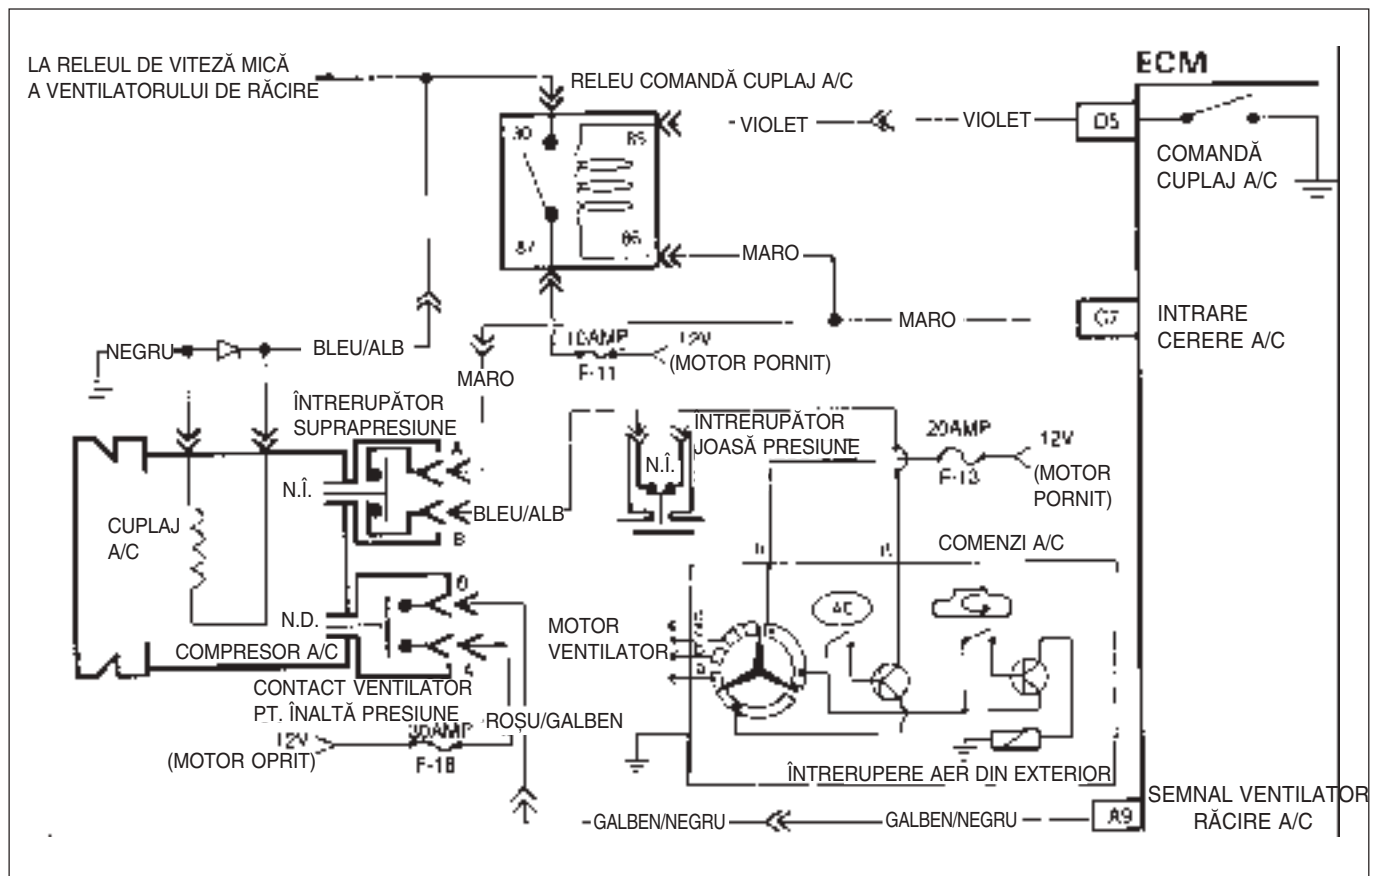 LA RELEUL DE VITEZĂ MICĂ
A VENTILATORULUI DE RĂCIRE
RELEU COMANDĂ CUPLAJ A/C
ECM
30
85
VIOLET
VIOLET
D5
COMANDĂ
CUPLAJ A/C
87
86
MARO
MARO
INTRARE
CERERE A/C
NEGRU
BLEU/ALB
MARO
10AMP
F-11
12V
(MOTOR PORNIT)
ÎNTRERUPĂTOR
SUPRAPRESIUNE
A
N.Î.
BLEU/ALB
B
ÎNTRERUPĂTOR
JOASĂ PRESIUNE
N.Î.
20AMP
F-13
12V
(MOTOR
PORNIT)
CUPLAJ
A/C
COMENZI A/C
N.D.
COMPRESOR A/C
MOTOR
VENTILATOR
CONTACT VENTILATOR
PT. ÎNALTĂ PRESIUNE
ROȘU/GALBEN
12V
(MOTOR OPRIT)
30AMP
F-18
ÎNTRERUPERE AER DIN EXTERIOR
GALBEN/NEGRU
GALBEN/NEGRU
A9
SEMNAL VENTILATOR
RĂCIRE A/C